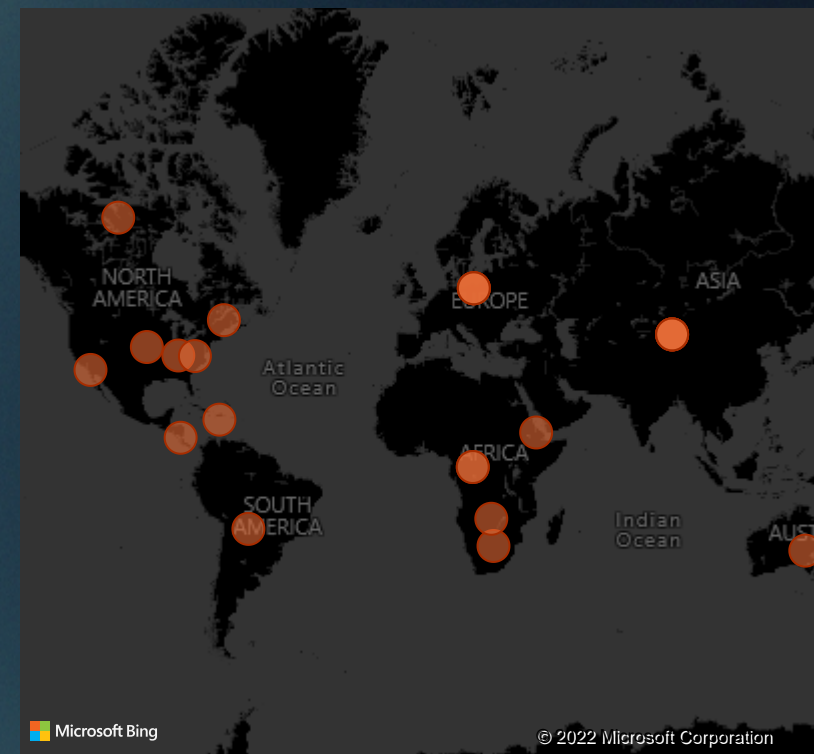 NORTH
AMERICA
EUROPE
ASIA
Atlantic
Ocean
AFRICA
SOUTH
AMERICA
Indian
Ocean
AUST
Microsoft Bing
© 2022 Microsoft Corporation